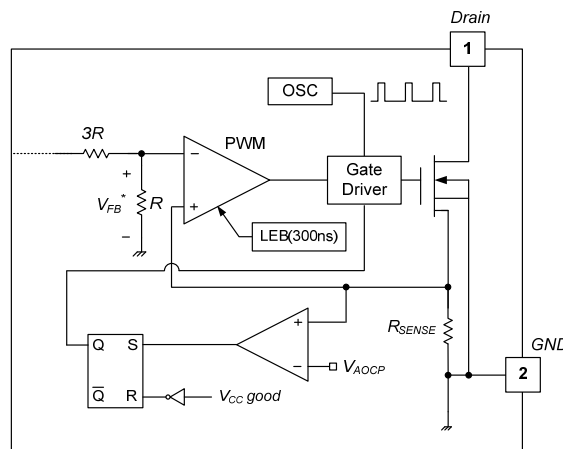 Drain
1
OSC
3R
PWM
−
+
Gate
Driver
+
V_FB*
R
−
LEB(300ns)
+
R_SENSE
GND
Q
S
−
V_AOCP
2
Q̅
R
V_CC good